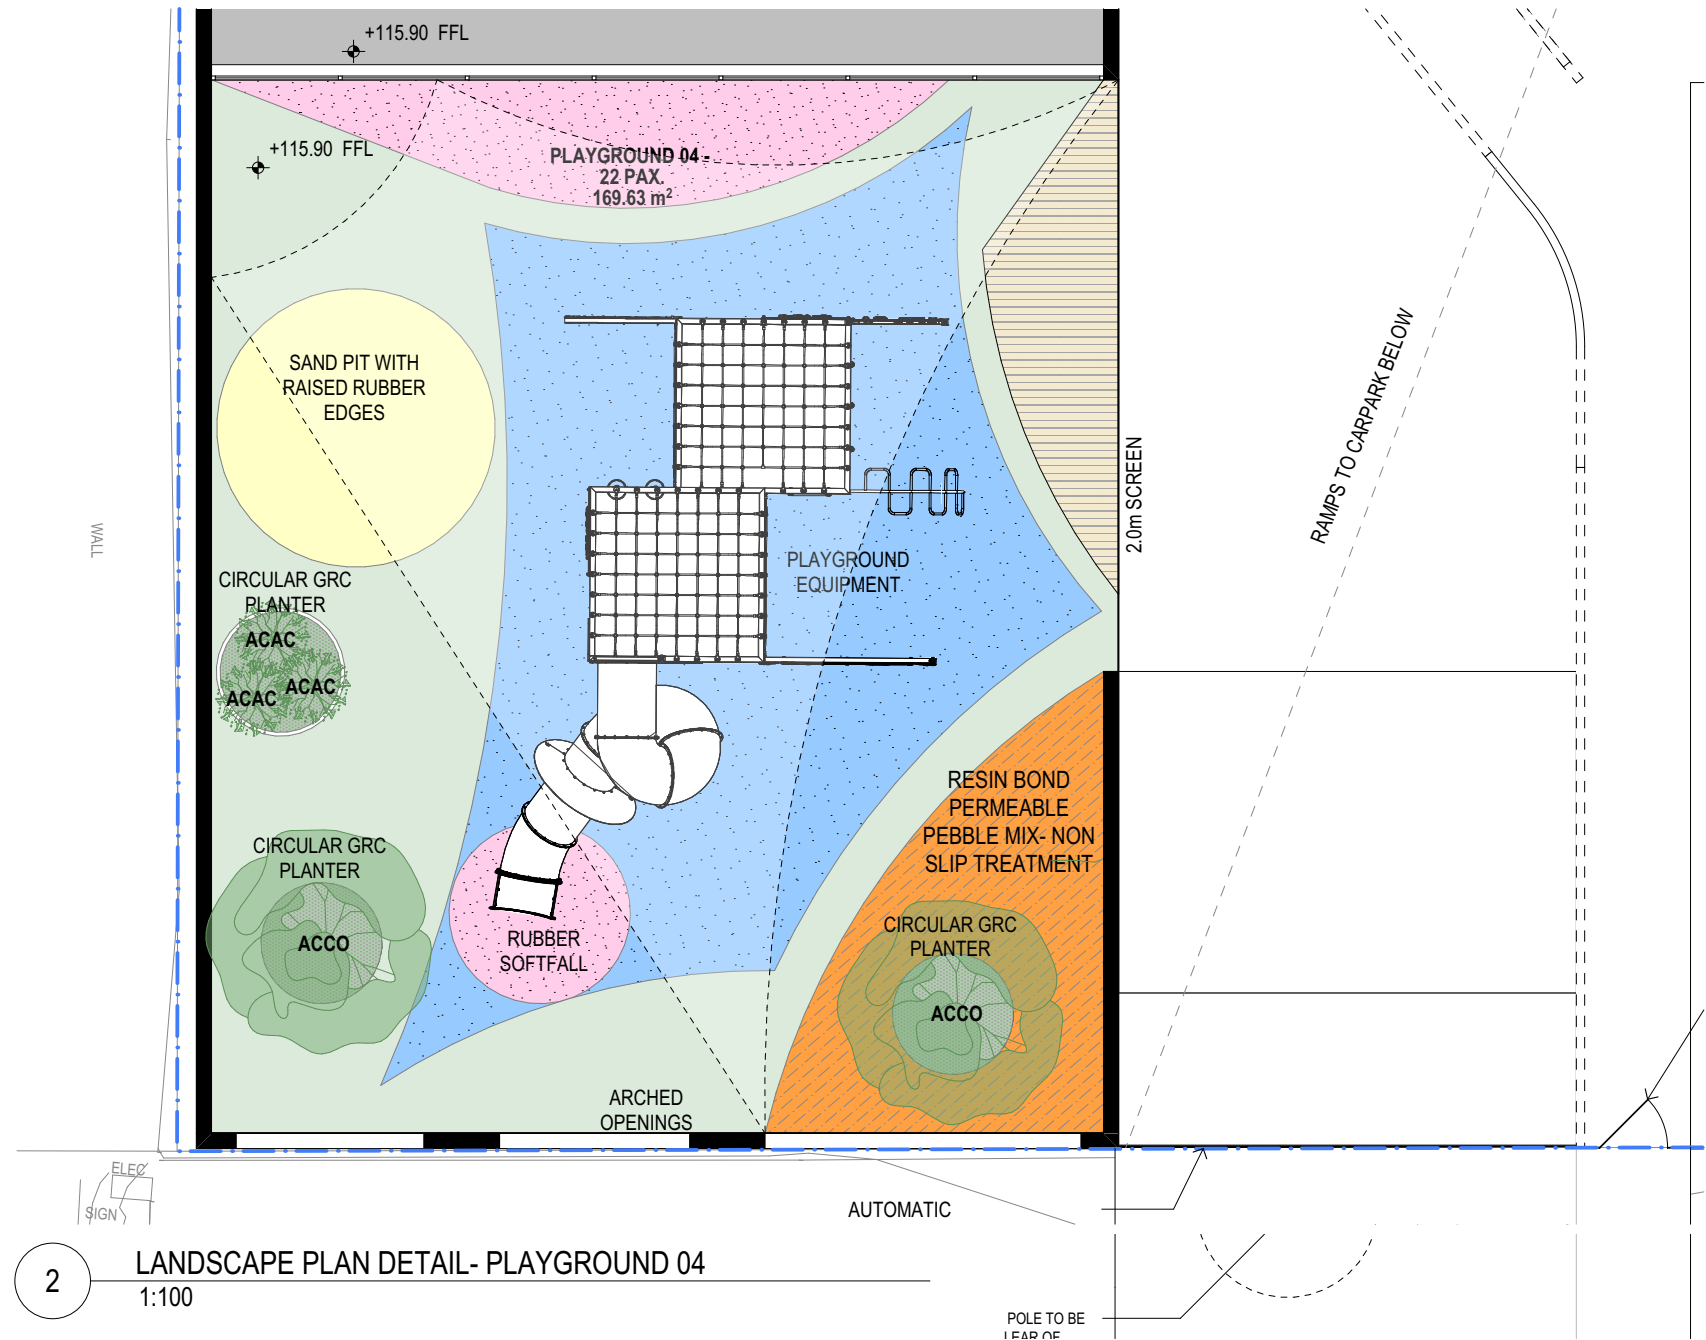 +115.90 FFL
+115.90 FFL
PLAYGROUND 04 -
22 PAX.
169.63 m²
SAND PIT WITH
RAISED RUBBER
EDGES
RAMPS TO CARPARK BELOW
2.0m SCREEN
WALL
PLAYGROUND
EQUIPMENT
CIRCULAR GRC
PLANTER
ACAC
ACAC
ACAC
RESIN BOND
PERMEABLE
PEBBLE MIX- NON
SLIP TREATMENT
CIRCULAR GRC
PLANTER
ACCO
RUBBER
SOFTFALL
CIRCULAR GRC
PLANTER
ACCO
ARCHED
OPENINGS
ELEC
SIGN
AUTOMATIC
2
LANDSCAPE PLAN DETAIL- PLAYGROUND 04
1:100
POLE TO BE
LEAR OF